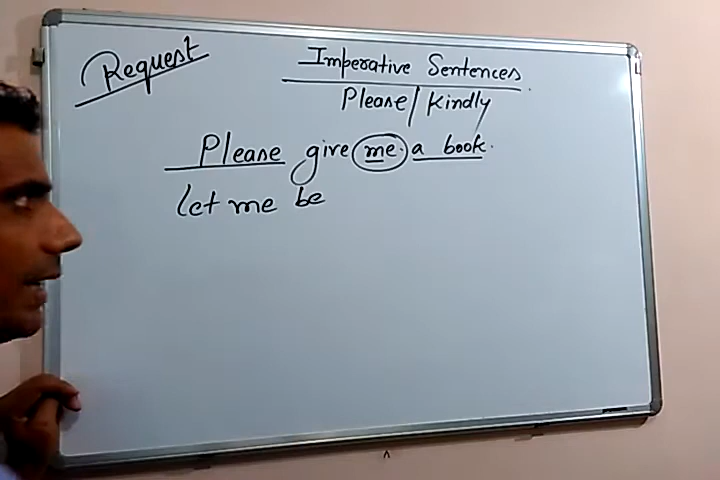 Request
Imperative Sentences
Please/Kindly
Please give me a book.
Let me be